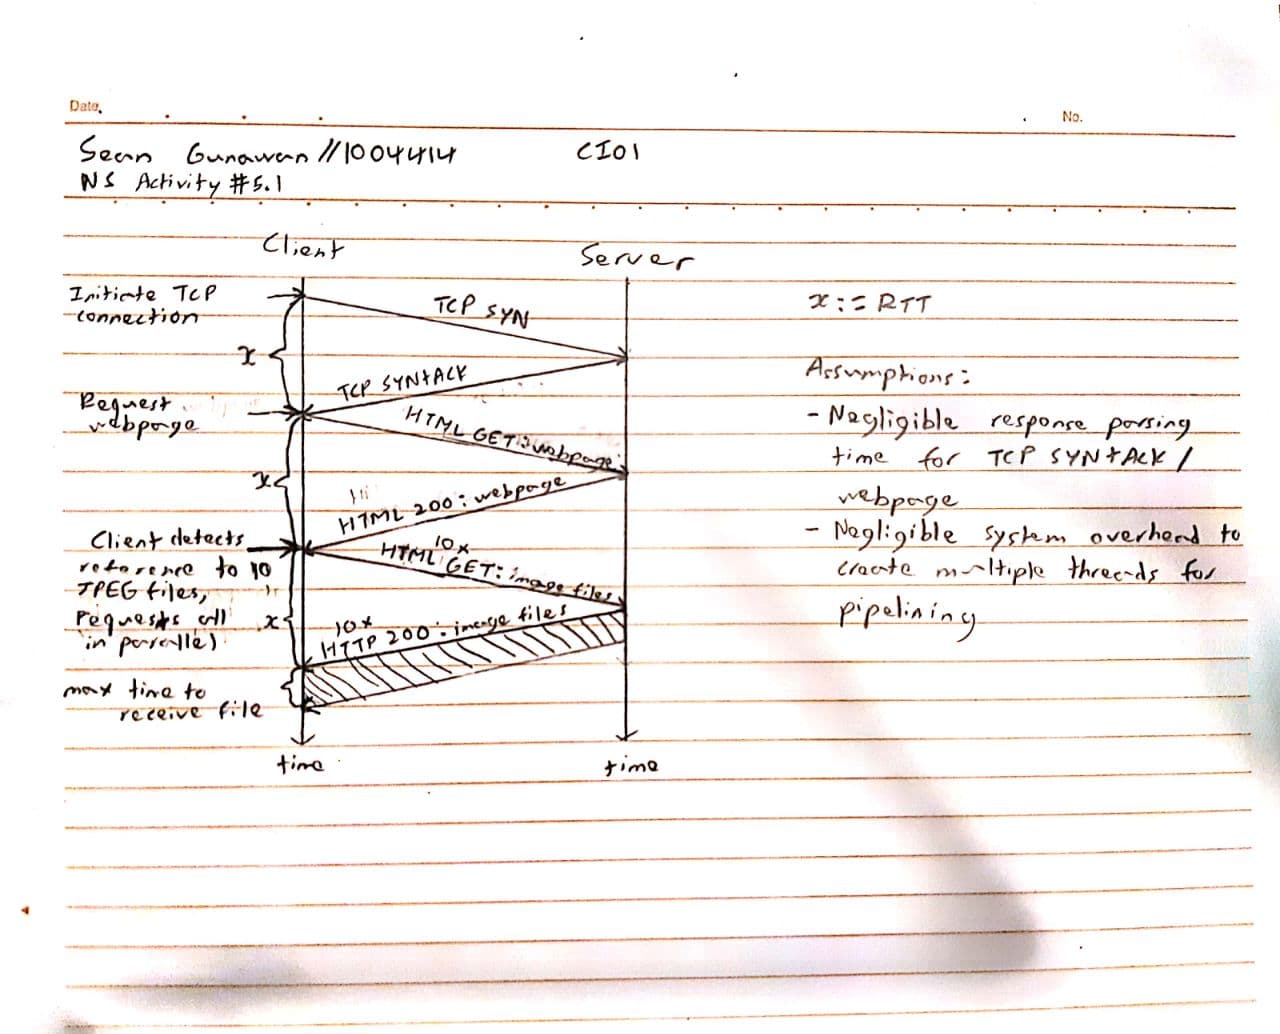 Date.
No.
Sean Gunawan // 1004414 CI01
NS Activity #5.1
Client
Server
Initiate TCP
connection
TCP SYN
x
TCP SYN+ACK
Request
webpage
HTML GET: webpage
x
HTML 200: webpage
Client detects
reference to 10
JPEG files,
requests all
in parallel
10x
HTML GET: image files
x
10x
HTTP 200: image files
max time to
receive file
time
time
x := RTT
Assumptions:
- Negligible response parsing
time for TCP SYN+ACK /
webpage
- Negligible system overhead to
create multiple threads for
pipelining